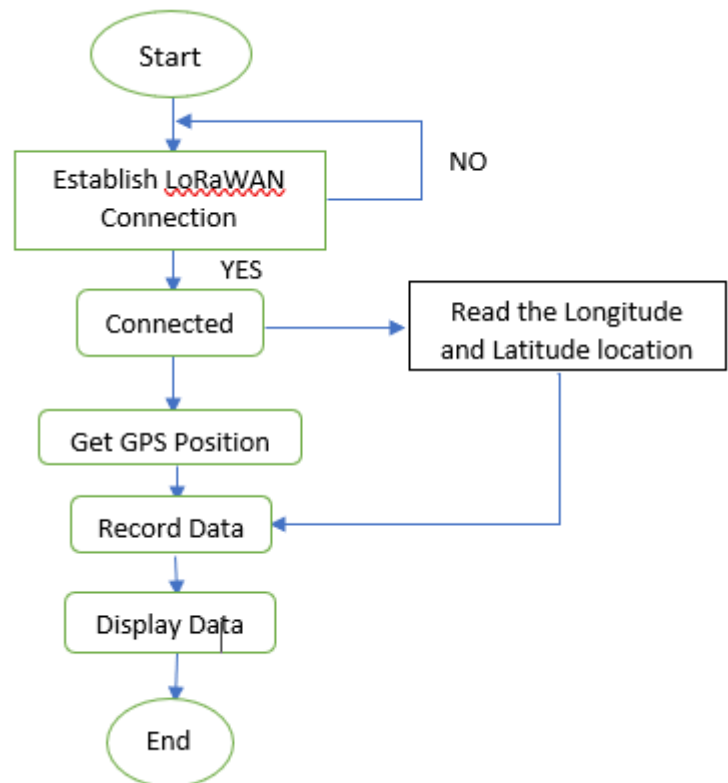 Start
NO
Establish LoRaWAN
Connection
YES
Connected
Read the Longitude
and Latitude location
Get GPS Position
Record Data
Display Data
End